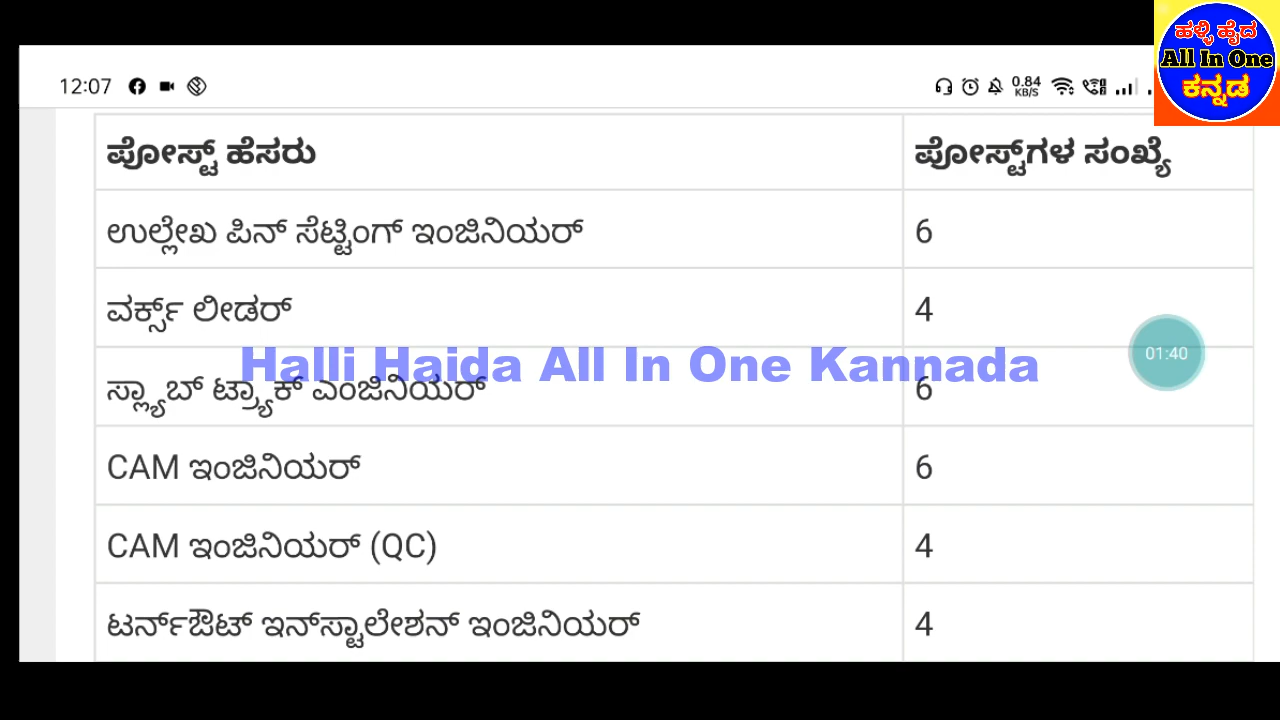 ಹಳ್ಳಿ ಹೈದ
All In One
ಕನ್ನಡ
12:07
0.84 KB/S
ಪೋಸ್ಟ್ ಹೆಸರು ಪೋಸ್ಟ್‌ಗಳ ಸಂಖ್ಯೆ
ಉಲ್ಲೇಖ ಪಿನ್ ಸೆಟ್ಟಿಂಗ್ ಇಂಜಿನಿಯರ್ 6
ವರ್ಕ್ಸ್ ಲೀಡರ್ 4
Halli Haida All In One Kannada
01:40
ಸ್ಲ್ಯಾಬ್ ಟ್ರ್ಯಾಕ್ ಎಂಜಿನಿಯರ್ 6
CAM ಇಂಜಿನಿಯರ್ 6
CAM ಇಂಜಿನಿಯರ್ (QC) 4
ಟರ್ನ್‌ಔಟ್ ಇನ್‌ಸ್ಟಾಲೇಶನ್ ಇಂಜಿನಿಯರ್ 4